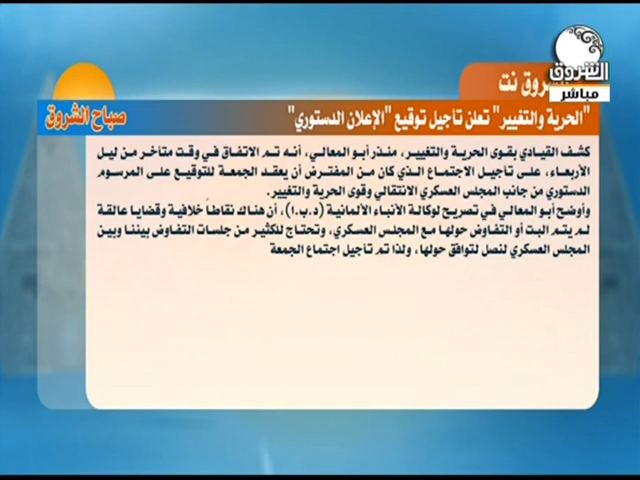 الشروق
مباشر
الشروق نت
صباح الشروق
"الحرية والتغيير" تعلن تأجيل توقيع "الإعلان الدستوري"
كشف القيادي بقوى الحرية والتغيير، منذر أبو المعالي، أنه تم الاتفاق في وقت متأخر من ليل
الأربعاء، على تأجيل الاجتماع الذي كان من المفترض أن يعقد الجمعة للتوقيع على المرسوم
الدستوري من جانب المجلس العسكري الانتقالي وقوى الحرية والتغيير.
وأوضح أبو المعالي في تصريح لوكالة الأنباء الألمانية (د.ب.ا)، أن هناك نقاطاً خلافية وقضايا عالقة
لم يتم البت أو التفاوض حولها مع المجلس العسكري، وتحتاج للكثير من جلسات التفاوض بيننا وبين
المجلس العسكري لنصل لتوافق حولها، ولذا تم تأجيل اجتماع الجمعة